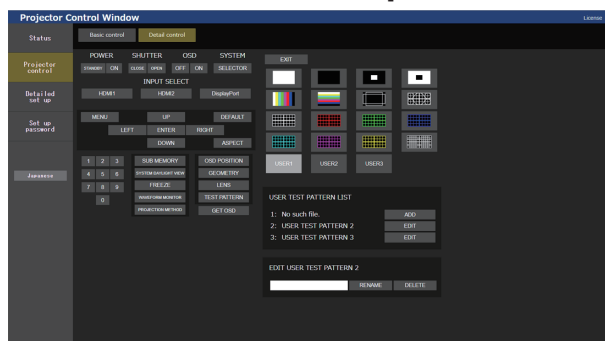 Projector Control Window
License
Status
Projector
control
Detailed
set up
Set up
password
Japanese
Basic control
Detail control
POWER SHUTTER OSD SYSTEM
STANDBY ON CLOSE OPEN OFF ON SELECTOR
INPUT SELECT
HDMI1 HDMI2 DisplayPort
MENU UP DEFAULT
LEFT ENTER RIGHT
DOWN ASPECT
1 2 3 SUB MEMORY OSD POSITION
4 5 6 SYSTEM DAYLIGHT VIEW GEOMETRY
7 8 9 FREEZE LENS
0 WAVEFORM MONITOR TEST PATTERN
PROJECTION METHOD GET OSD
EXIT
USER1 USER2 USER3
USER TEST PATTERN LIST
1: No such file. ADD
2: USER TEST PATTERN 2 EDIT
3: USER TEST PATTERN 3 EDIT
EDIT USER TEST PATTERN 2
RENAME DELETE